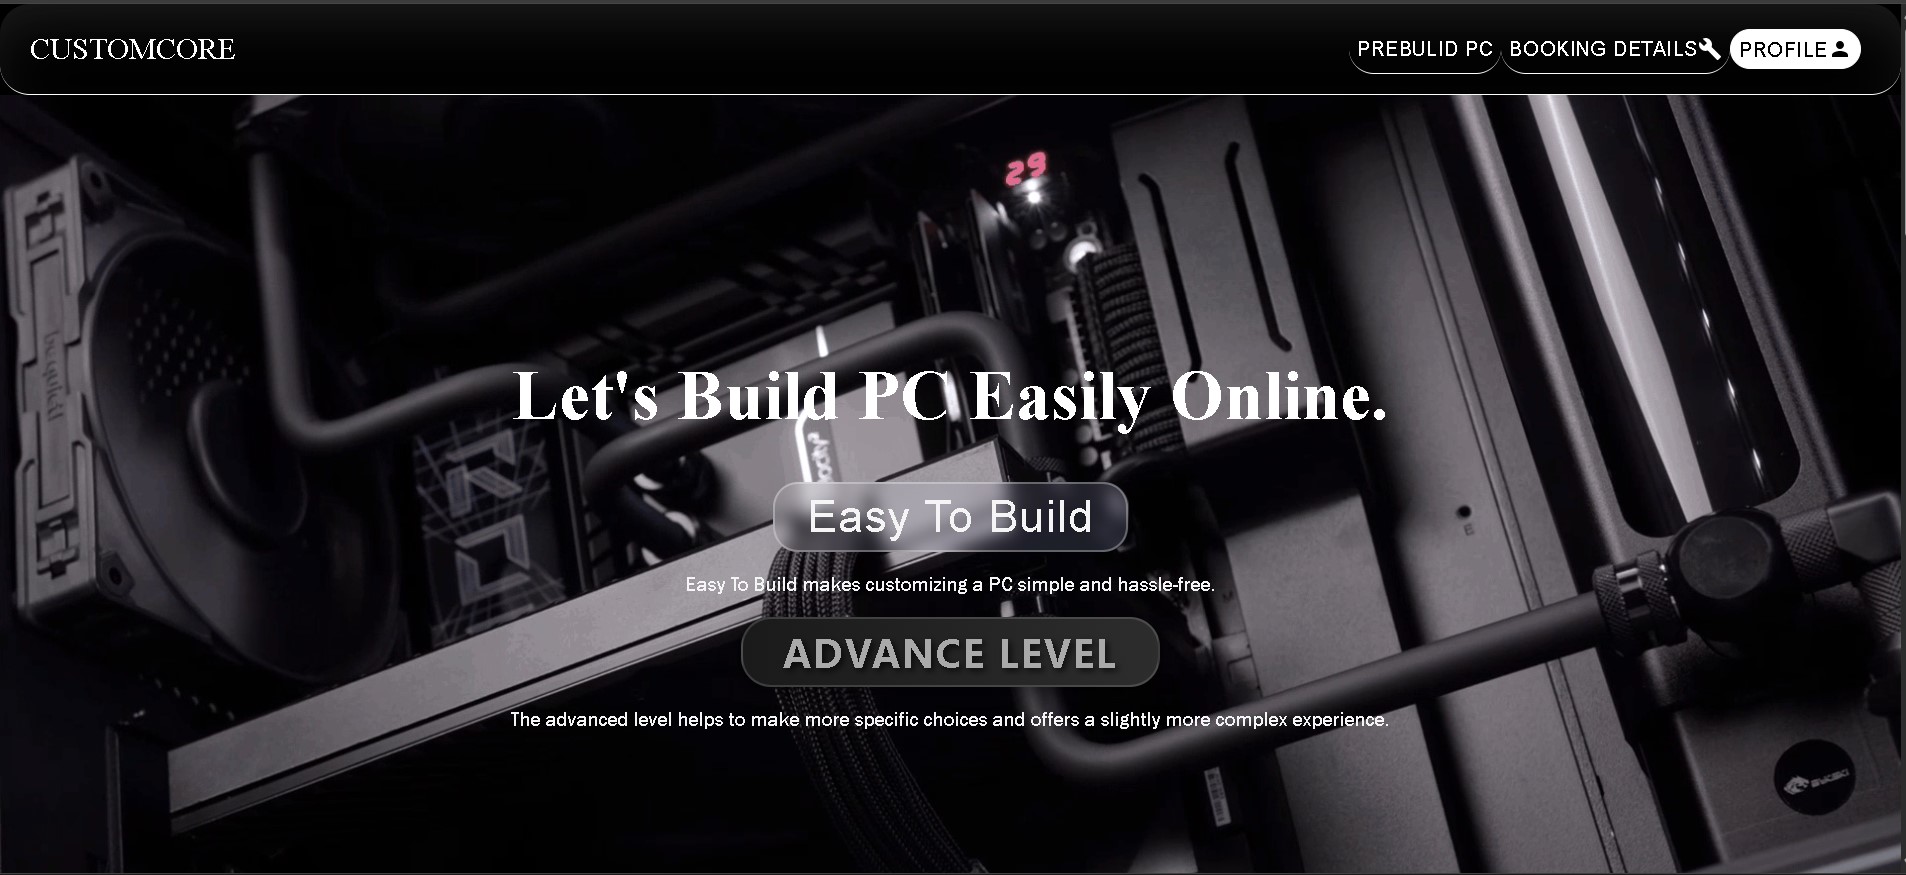 CUSTOMCORE
PREBULID PC BOOKING DETAILS PROFILE
29
Let's Build PC Easily Online.
Easy To Build
Easy To Build makes customizing a PC simple and hassle-free.
ADVANCE LEVEL
The advanced level helps to make more specific choices and offers a slightly more complex experience.